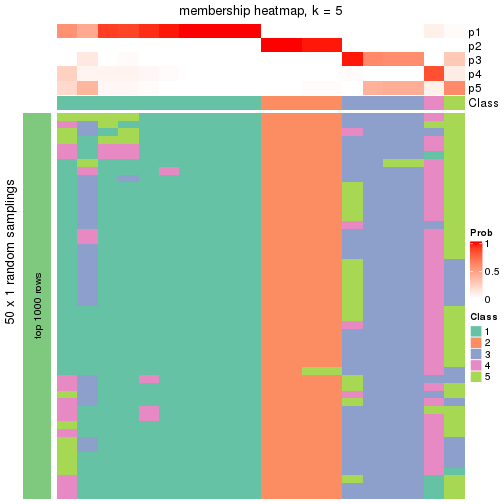 membership heatmap, k = 5
p1
p2
p3
p4
p5
Class
50 x 1 random samplings
top 1000 rows
Prob
1
0.5
0
Class
1
2
3
4
5